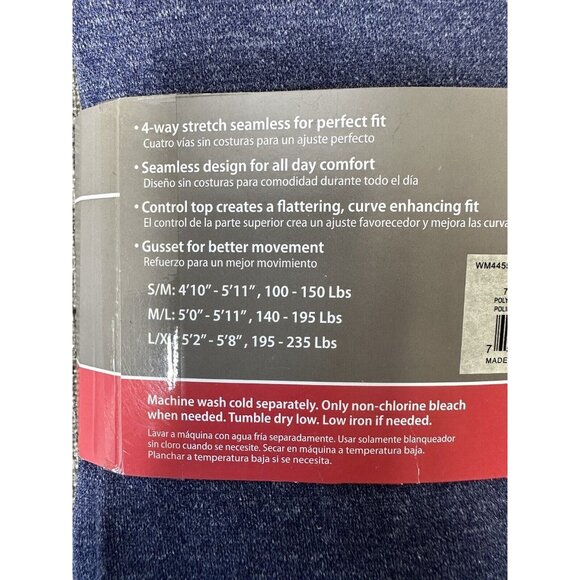 • 4-way stretch seamless for perfect fit
Cuatro vías sin costuras para un ajuste perfecto
• Seamless design for all day comfort
Diseño sin costuras para comodidad durante todo el día
• Control top creates a flattering, curve enhancing fit
El control de la parte superior crea un ajuste favorecedor y mejora las
• Gusset for better movement
Refuerzo para un mejor movimiento
S/M: 4'10" - 5'11" , 100 - 150 Lbs
M/L: 5'0" - 5'11", 140 - 195 Lbs
L/XL: 5'2" - 5'8", 195 - 235 Lbs
WM445
7
POLY
POLI
7
MADE
Machine wash cold separately. Only non-chlorine bleach
when needed. Tumble dry low. Low iron if needed.
Lavar a máquina con agua fría separadamente. Usar solamente blanqueador
sin cloro cuando se necesite. Secar en máquina a temperatura baja.
Planchar a temperatura baja si se necesita.